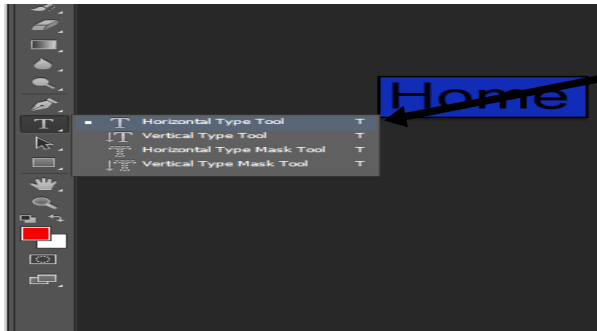 Home
T Horizontal Type Tool T
T Vertical Type Tool T
T Horizontal Type Mask Tool T
T Vertical Type Mask Tool T